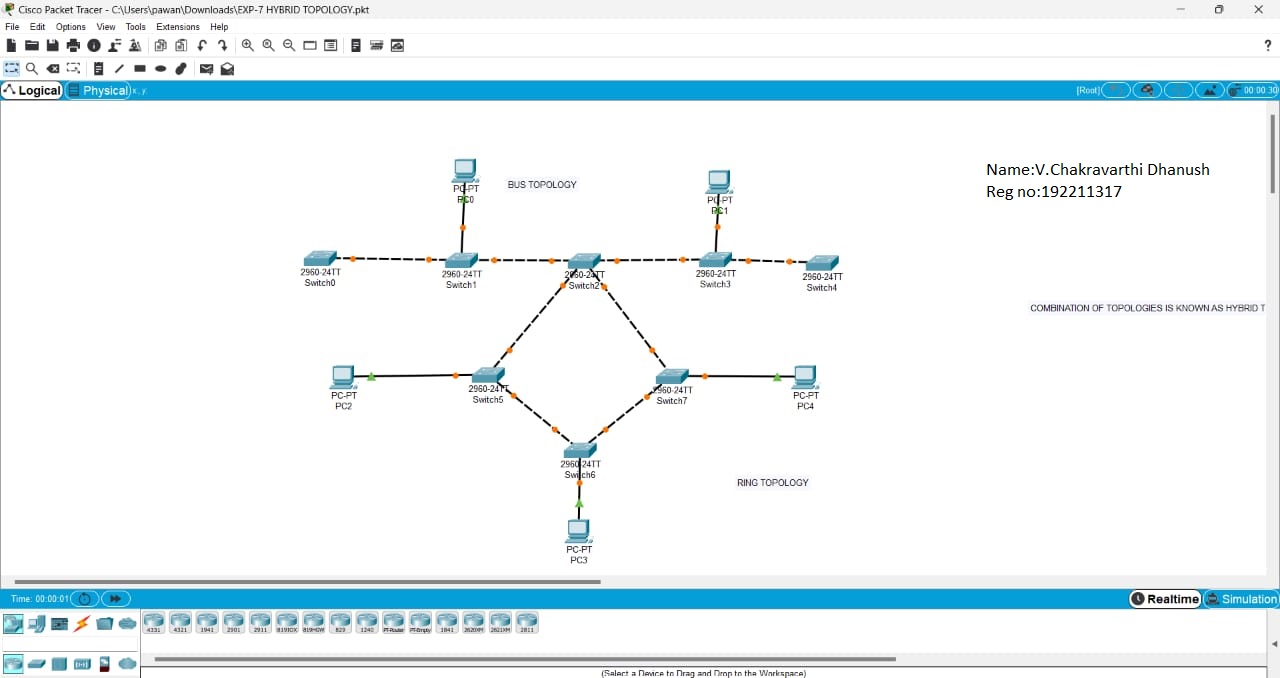 Cisco Packet Tracer - C:\Users\pawan\Downloads\EXP-7 HYBRID TOPOLOGY.pkt
File Edit Options View Tools Extensions Help
?
Logical Physical x, y [Root] 00:00:30
Name:V.Chakravarthi Dhanush
Reg no:192211317
PC-PT
PC0
BUS TOPOLOGY
PC-PT
PC1
2960-24TT
Switch0
2960-24TT
Switch1
2960-24TT
Switch2
2960-24TT
Switch3
2960-24TT
Switch4
COMBINATION OF TOPOLOGIES IS KNOWN AS HYBRID T
PC-PT
PC2
2960-24TT
Switch5
2960-24TT
Switch7
PC-PT
PC4
2960-24TT
Switch6
RING TOPOLOGY
PC-PT
PC3
Time: 00:00:01 Realtime Simulation
4331 4321 1941 2901 2911 819IOX 819HGW 829 1240 PT-Router PT-Empty 1841 2620XM 2621XM 2811
(Select a Device to Drag and Drop to the Workspace)